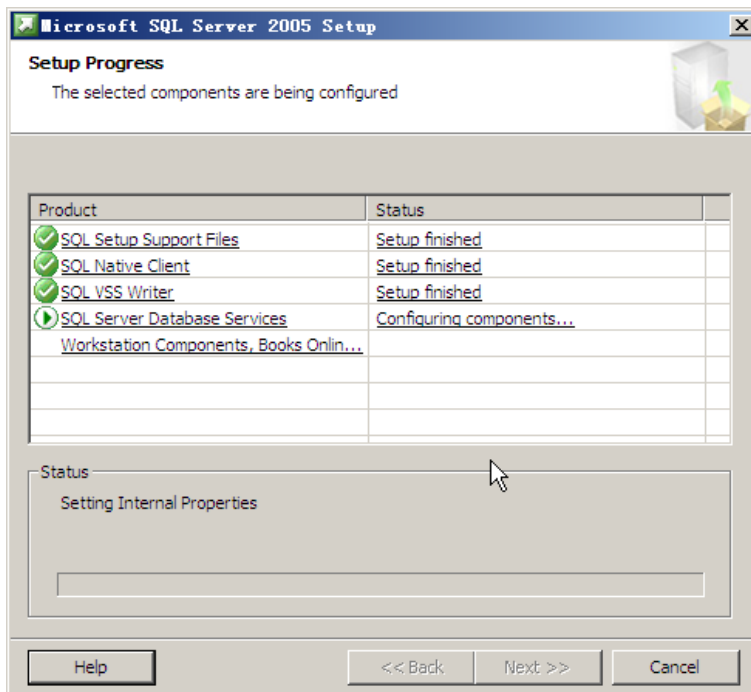 Microsoft SQL Server 2005 Setup
Setup Progress
The selected components are being configured
Product Status
SQL Setup Support Files Setup finished
SQL Native Client Setup finished
SQL VSS Writer Setup finished
SQL Server Database Services Configuring components...
Workstation Components, Books Onlin...
Status
Setting Internal Properties
Help << Back Next >> Cancel